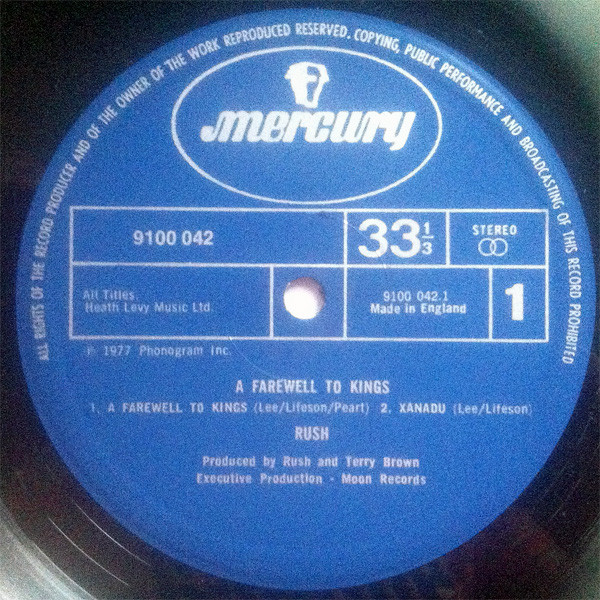 ALL RIGHTS OF THE RECORD PRODUCER AND OF THE OWNER OF THE WORK REPRODUCED RESERVED. COPYING, PUBLIC PERFORMANCE AND BROADCASTING OF THIS RECORD PROHIBITED
mercury
9100 042
33 1/3
STEREO
All Titles:
Heath Levy Music Ltd.
9100 042.1
Made in England
1
℗ 1977 Phonogram Inc.
A FAREWELL TO KINGS
1. A FAREWELL TO KINGS (Lee/Lifeson/Peart) 2. XANADU (Lee/Lifeson)
RUSH
Produced by Rush and Terry Brown
Executive Production - Moon Records